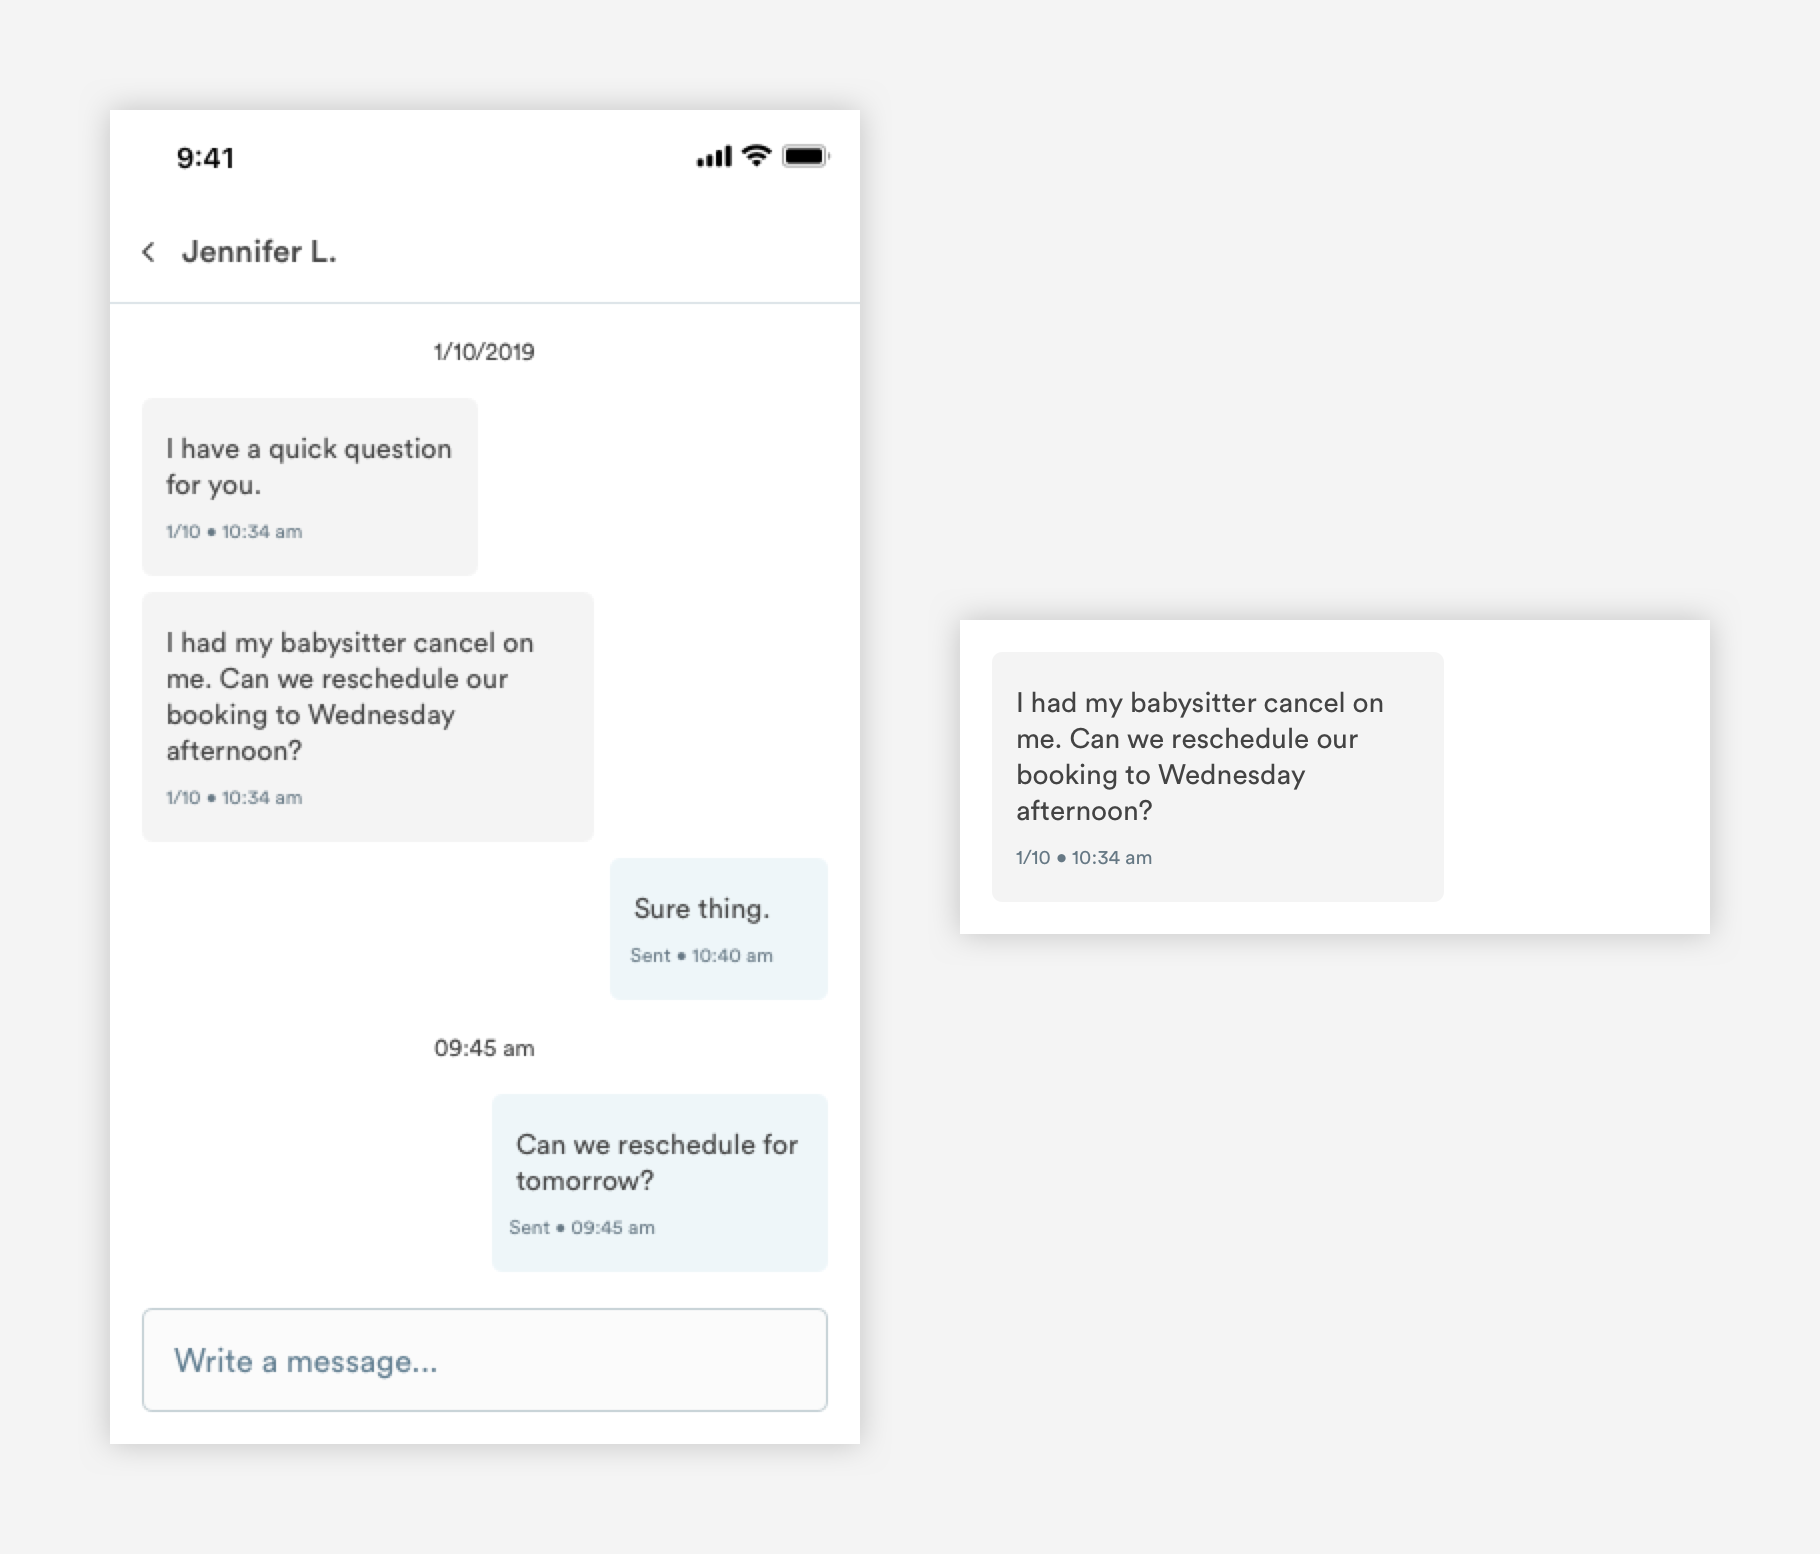 9:41
Jennifer L.
1/10/2019
I have a quick question
for you.
1/10 • 10:34 am
I had my babysitter cancel on
me. Can we reschedule our
booking to Wednesday
afternoon?
1/10 • 10:34 am
Sure thing.
Sent • 10:40 am
09:45 am
Can we reschedule for
tomorrow?
Sent • 09:45 am
Write a message...
I had my babysitter cancel on
me. Can we reschedule our
booking to Wednesday
afternoon?
1/10 • 10:34 am